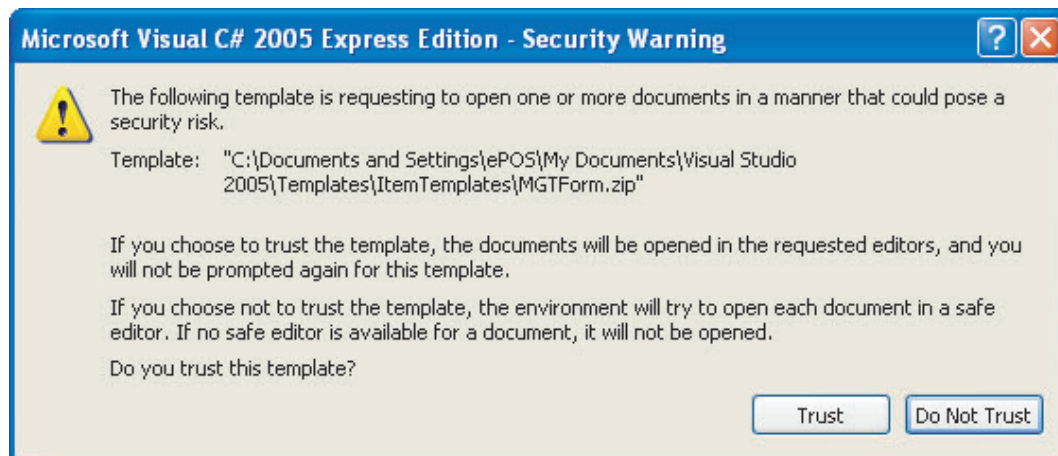 Microsoft Visual C# 2005 Express Edition - Security Warning
The following template is requesting to open one or more documents in a manner that could pose a
security risk.
Template: "C:\Documents and Settings\ePOS\My Documents\Visual Studio
2005\Templates\ItemTemplates\MGTForm.zip"
If you choose to trust the template, the documents will be opened in the requested editors, and you
will not be prompted again for this template.
If you choose not to trust the template, the environment will try to open each document in a safe
editor. If no safe editor is available for a document, it will not be opened.
Do you trust this template?
Trust Do Not Trust